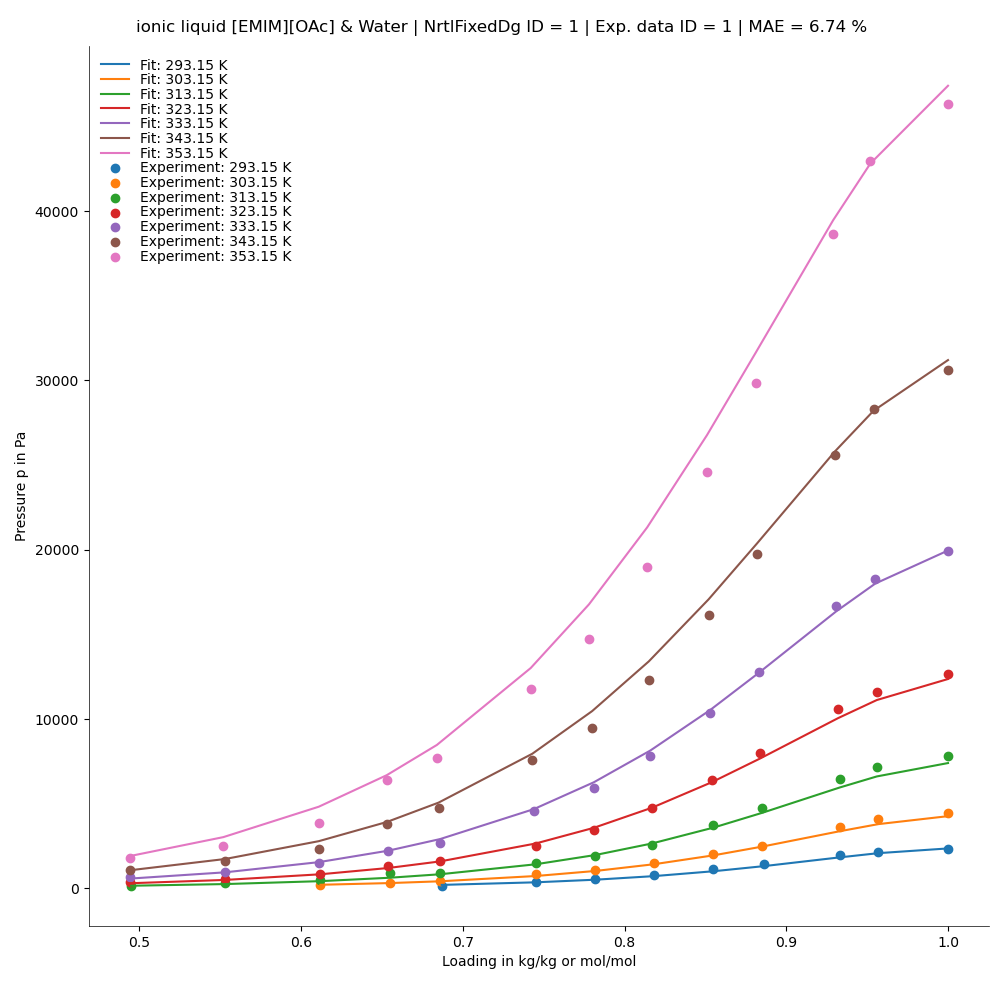 ionic liquid [EMIM][OAc] & Water | NrtlFixedDg ID = 1 | Exp. data ID = 1 | MAE = 6.74 %
Fit: 293.15 K
Fit: 303.15 K
Fit: 313.15 K
Fit: 323.15 K
Fit: 333.15 K
Fit: 343.15 K
Fit: 353.15 K
Experiment: 293.15 K
Experiment: 303.15 K
Experiment: 313.15 K
Experiment: 323.15 K
Experiment: 333.15 K
Experiment: 343.15 K
Experiment: 353.15 K
40000
30000
20000
10000
0
Pressure p in Pa
0.5 0.6 0.7 0.8 0.9 1.0
Loading in kg/kg or mol/mol